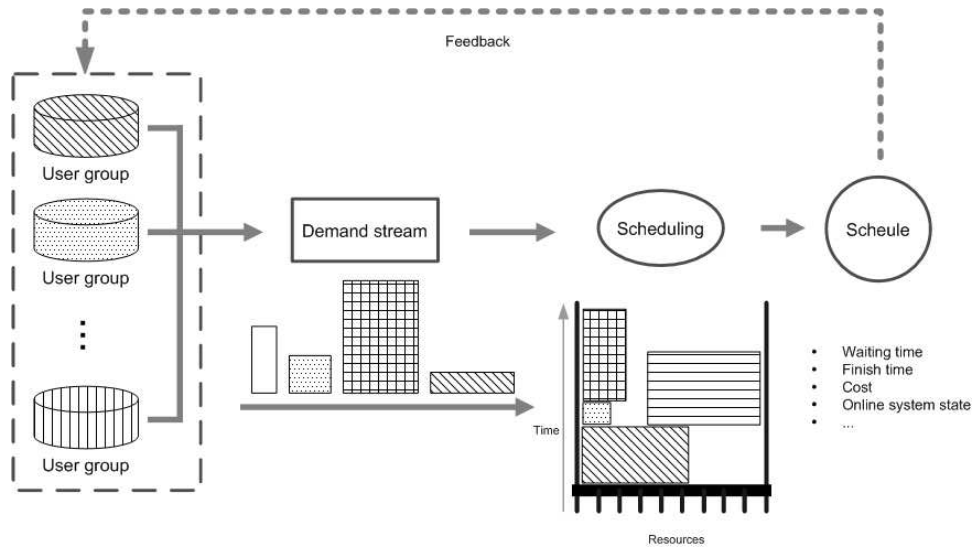 Feedback
User group
User group
User group
Demand stream
Scheduling
Scheule
Time
Resources
• Waiting time
• Finish time
• Cost
• Online system state
• ...